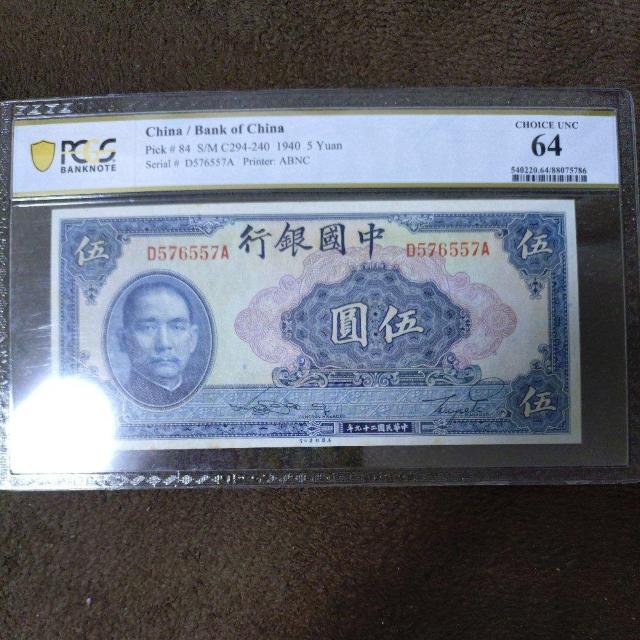 PCGS
BANKNOTE
China / Bank of China
Pick # 84 S/M C294-240 1940 5 Yuan
Serial # D576557A Printer: ABNC
CHOICE UNC
64
540220.64/88075786
行銀國中
伍
D576557A
D576557A
伍
圓伍
伍
年九十二國民華中